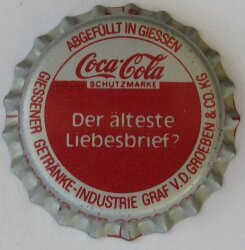 ABGEFÜLLT IN GIESSEN
Coca-Cola
SCHUTZMARKE
Der älteste
Liebesbrief?
GIESSENER GETRÄNKE-INDUSTRIE GRAF V.D. GROEBEN & CO. KG